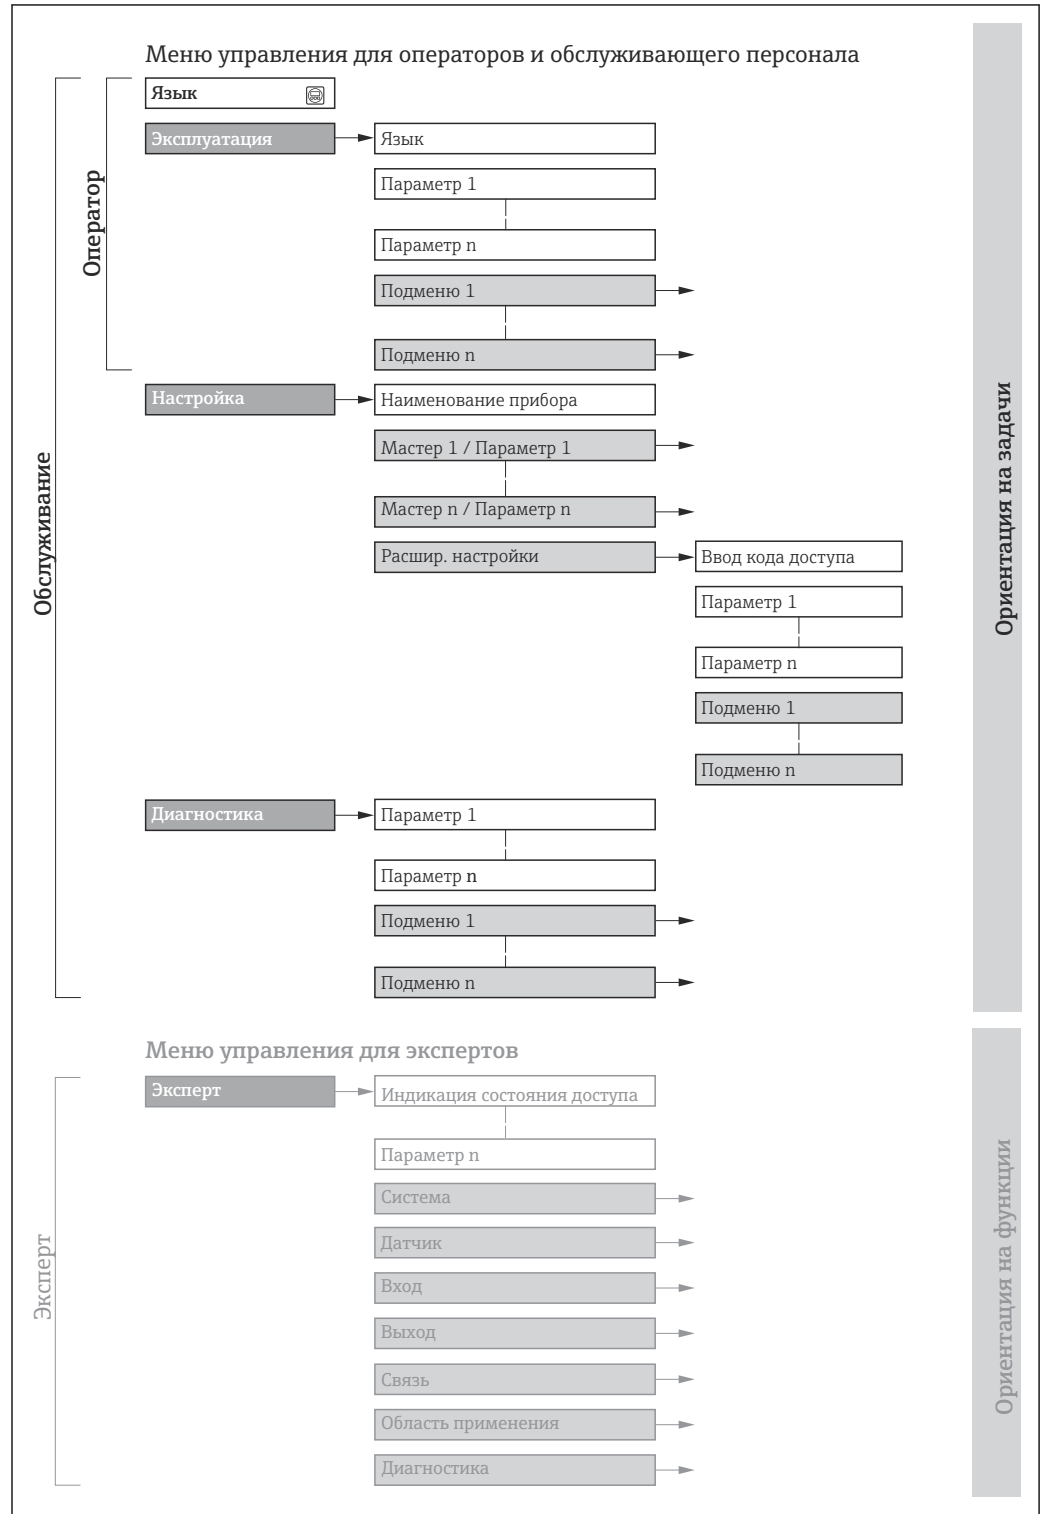 Меню управления для операторов и обслуживающего персонала
Язык
Эксплуатация
Язык
Параметр 1
Параметр n
Подменю 1
Подменю n
Оператор
Настройка
Наименование прибора
Мастер 1 / Параметр 1
Мастер n / Параметр n
Расшир. настройки
Ввод кода доступа
Параметр 1
Параметр n
Подменю 1
Подменю n
Обслуживание
Ориентация на задачи
Диагностика
Параметр 1
Параметр n
Подменю 1
Подменю n
Меню управления для экспертов
Эксперт
Индикация состояния доступа
Параметр n
Система
Датчик
Вход
Выход
Связь
Область применения
Диагностика
Эксперт
Ориентация на функции